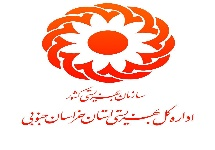 سازمان بهزیستی کشور
اداره کل بهزیستی استان خراسان جنوبی